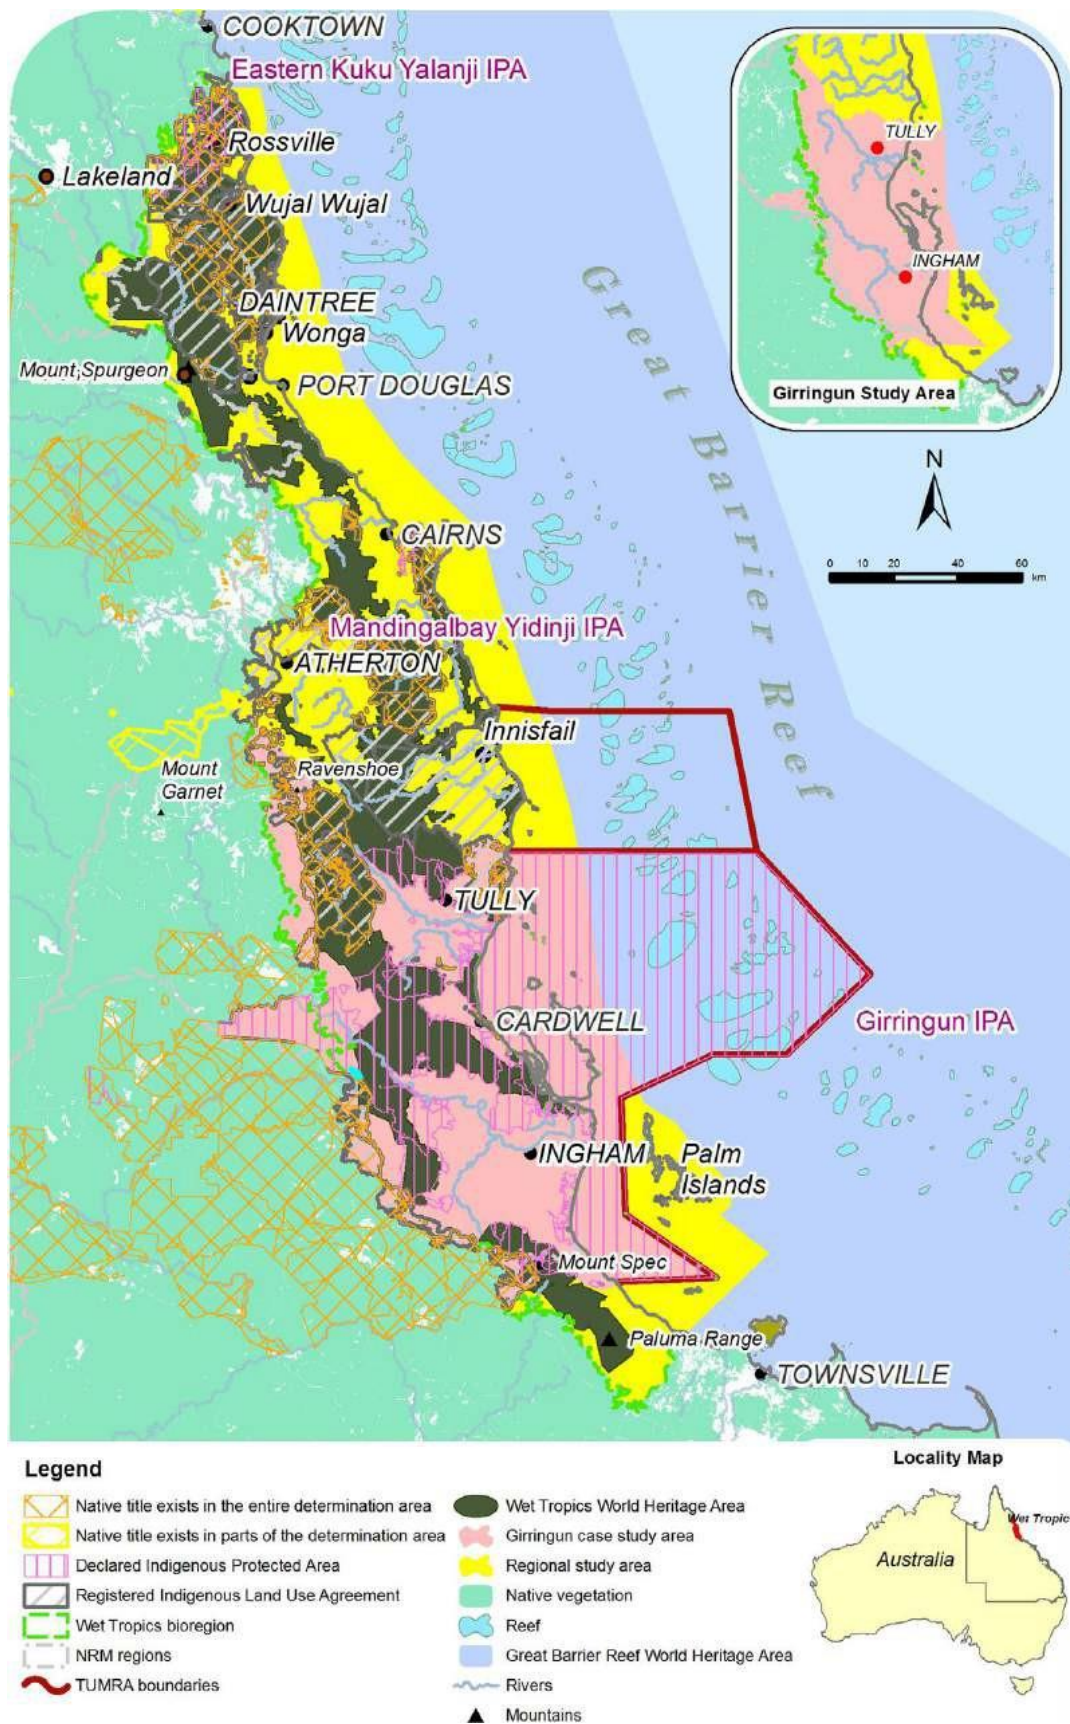 COOKTOWN
Eastern Kuku Yalanji IPA
Rossville
Lakeland
Wujal Wujal
DAINTREE
Wonga
Mount Spurgeon
PORT DOUGLAS
CAIRNS
Mandingalbay Yidinji IPA
ATHERTON
Innisfail
Mount
Garnet
Ravenshoe
TULLY
CARDWELL
Girringun IPA
INGHAM
Palm
Islands
Mount Spec
Paluma Range
TOWNSVILLE
Great Barrier Reef
TULLY
INGHAM
Girringun Study Area
N
0 10 20 40 60
km
Legend
Native title exists in the entire determination area
Native title exists in parts of the determination area
Declared Indigenous Protected Area
Registered Indigenous Land Use Agreement
Wet Tropics bioregion
NRM regions
TUMRA boundaries
Wet Tropics World Heritage Area
Girringun case study area
Regional study area
Native vegetation
Reef
Great Barrier Reef World Heritage Area
Rivers
Mountains
Locality Map
Wet Tropic
Australia